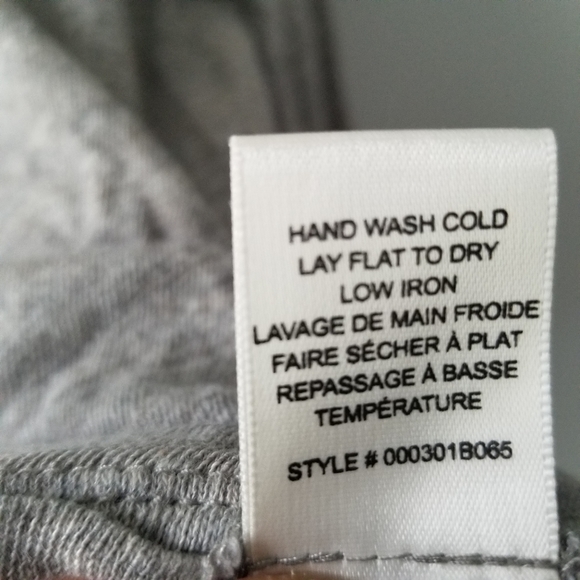 HAND WASH COLD
LAY FLAT TO DRY
LOW IRON
LAVAGE DE MAIN FROIDE
FAIRE SÉCHER À PLAT
REPASSAGE À BASSE
TEMPÉRATURE
STYLE # 000301B065